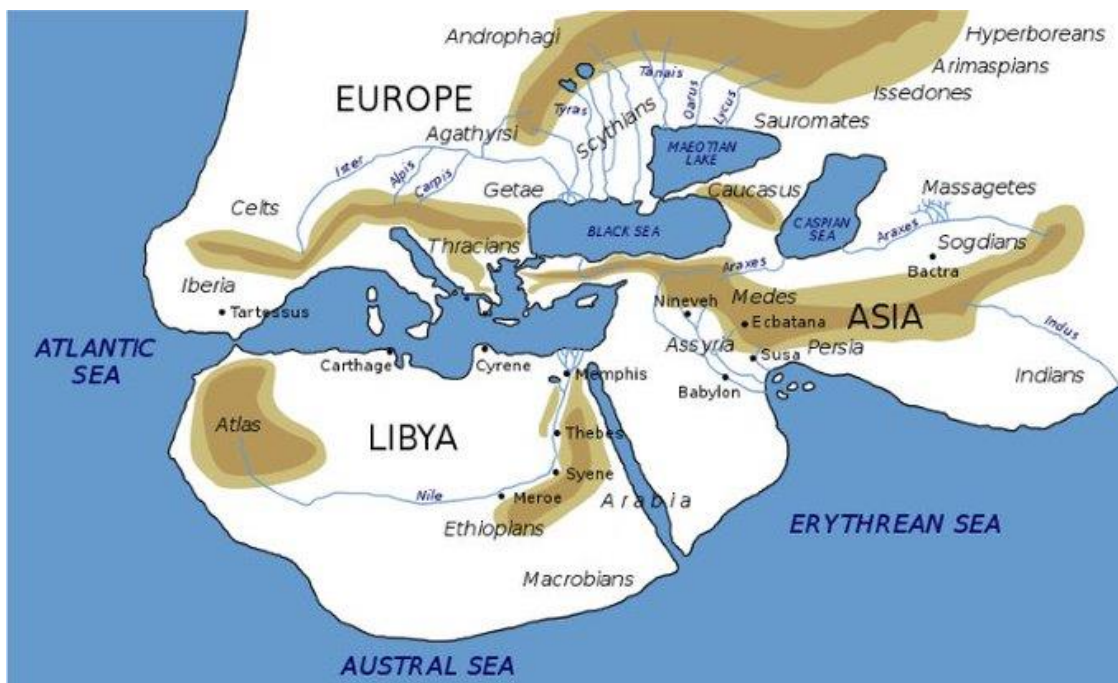 Androphagi
Hyperboreans
Arimaspians
Issedones
EUROPE
Tyras
Scythians
Tanais
Oarus
Lycus
Sauromates
Agathyrsi
MAEOTIAN
LAKE
Ister
Alpis
Carpis
Getae
Caucasus
Massagetes
Celts
BLACK SEA
CASPIAN
SEA
Araxes
Sogdians
Thracians
Araxes
Bactra
Iberia
Tartessus
Nineveh
Medes
Ecbatana
ASIA
Indus
ATLANTIC
SEA
Assyria
Susa
Persia
Carthage
Cyrene
Memphis
Babylon
Indians
Atlas
LIBYA
Thebes
Syene
Nile
Meroe
Arabia
Ethiopians
ERYTHREAN SEA
Macrobians
AUSTRAL SEA